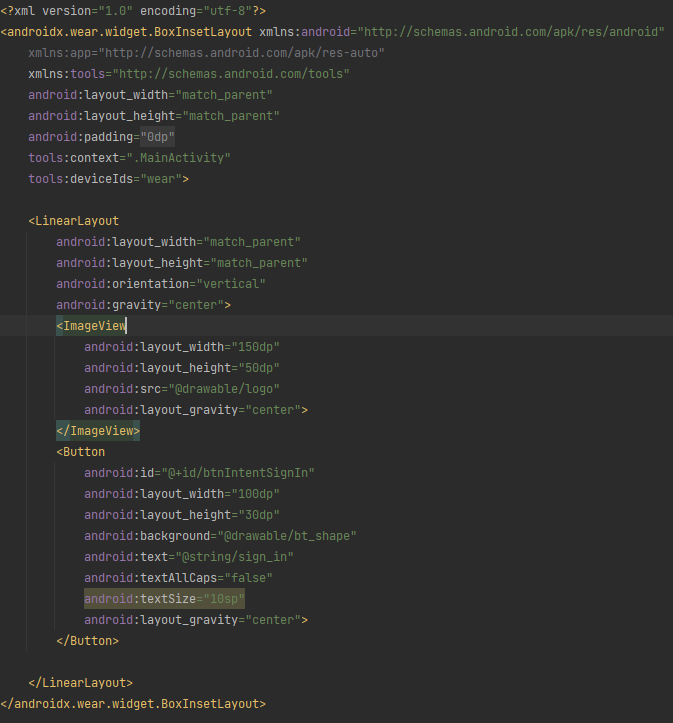 <?xml version="1.0" encoding="utf-8"?>
<androidx.wear.widget.BoxInsetLayout xmlns:android="http://schemas.android.com/apk/res/android"
    xmlns:app="http://schemas.android.com/apk/res-auto"
    xmlns:tools="http://schemas.android.com/tools"
    android:layout_width="match_parent"
    android:layout_height="match_parent"
    android:padding="0dp"
    tools:context=".MainActivity"
    tools:deviceIds="wear">

    <LinearLayout
        android:layout_width="match_parent"
        android:layout_height="match_parent"
        android:orientation="vertical"
        android:gravity="center">
        <ImageView
            android:layout_width="150dp"
            android:layout_height="50dp"
            android:src="@drawable/logo"
            android:layout_gravity="center">
        </ImageView>
        <Button
            android:id="@+id/btnIntentSignIn"
            android:layout_width="100dp"
            android:layout_height="30dp"
            android:background="@drawable/bt_shape"
            android:text="@string/sign_in"
            android:textAllCaps="false"
            android:textSize="10sp"
            android:layout_gravity="center">
        </Button>

    </LinearLayout>
</androidx.wear.widget.BoxInsetLayout>